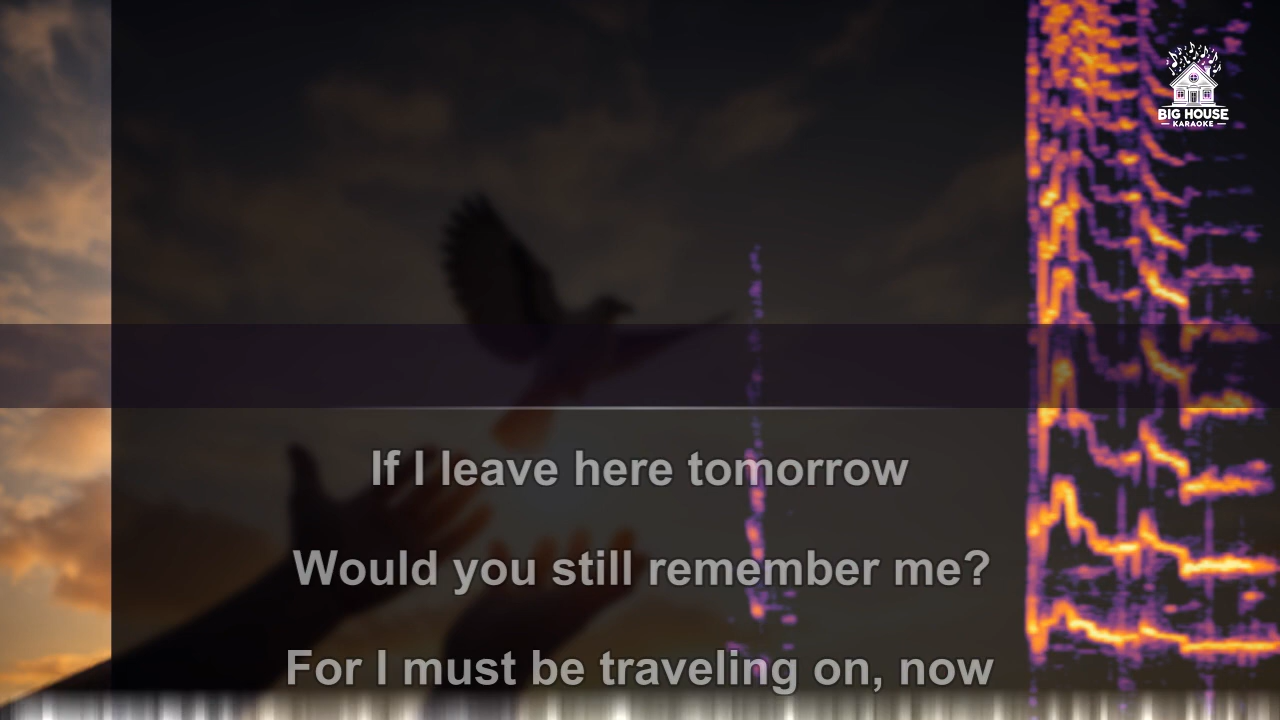 BIG HOUSE
KARAOKE
If I leave here tomorrow
Would you still remember me?
For I must be traveling on, now